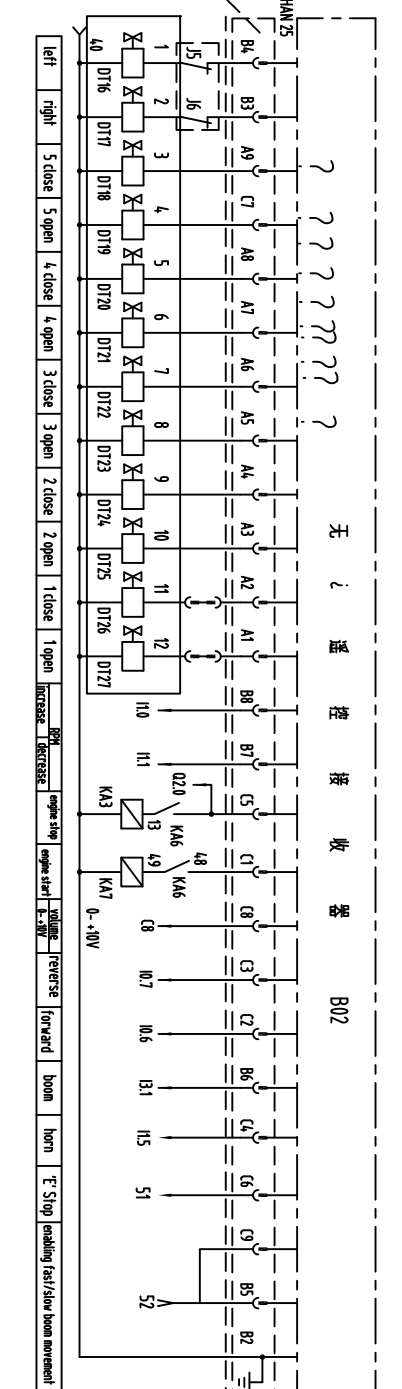 无 ¿ 遥 控 接 收 器 B02
HAN 25
B4 B3 A9 C7 A8 A7 A6 A5 A4 A3 A2 A1 B8 B7 C5 C1 C8 C3 C2 B6 C4 C6 C9 B5 B2
J5 J6
Q2.0 KA6 48 KA6
1 2 3 4 5 6 7 8 9 10 11 12 13 49
I1.0 I1.1 C8 I0.7 I0.6 I3.1 I1.5 51 52
KA3 KA7
DT16 DT17 DT18 DT19 DT20 DT21 DT22 DT23 DT24 DT25 DT26 DT27
40
0-+10V
left right 5 close 5 open 4 close 4 open 3 close 3 open 2 close 2 open 1 close 1 open
RPM
increase decrease
engine stop engine start
volume
0-+10V
reverse forward boom horn 'E' Stop enabling fast/slow boom movement